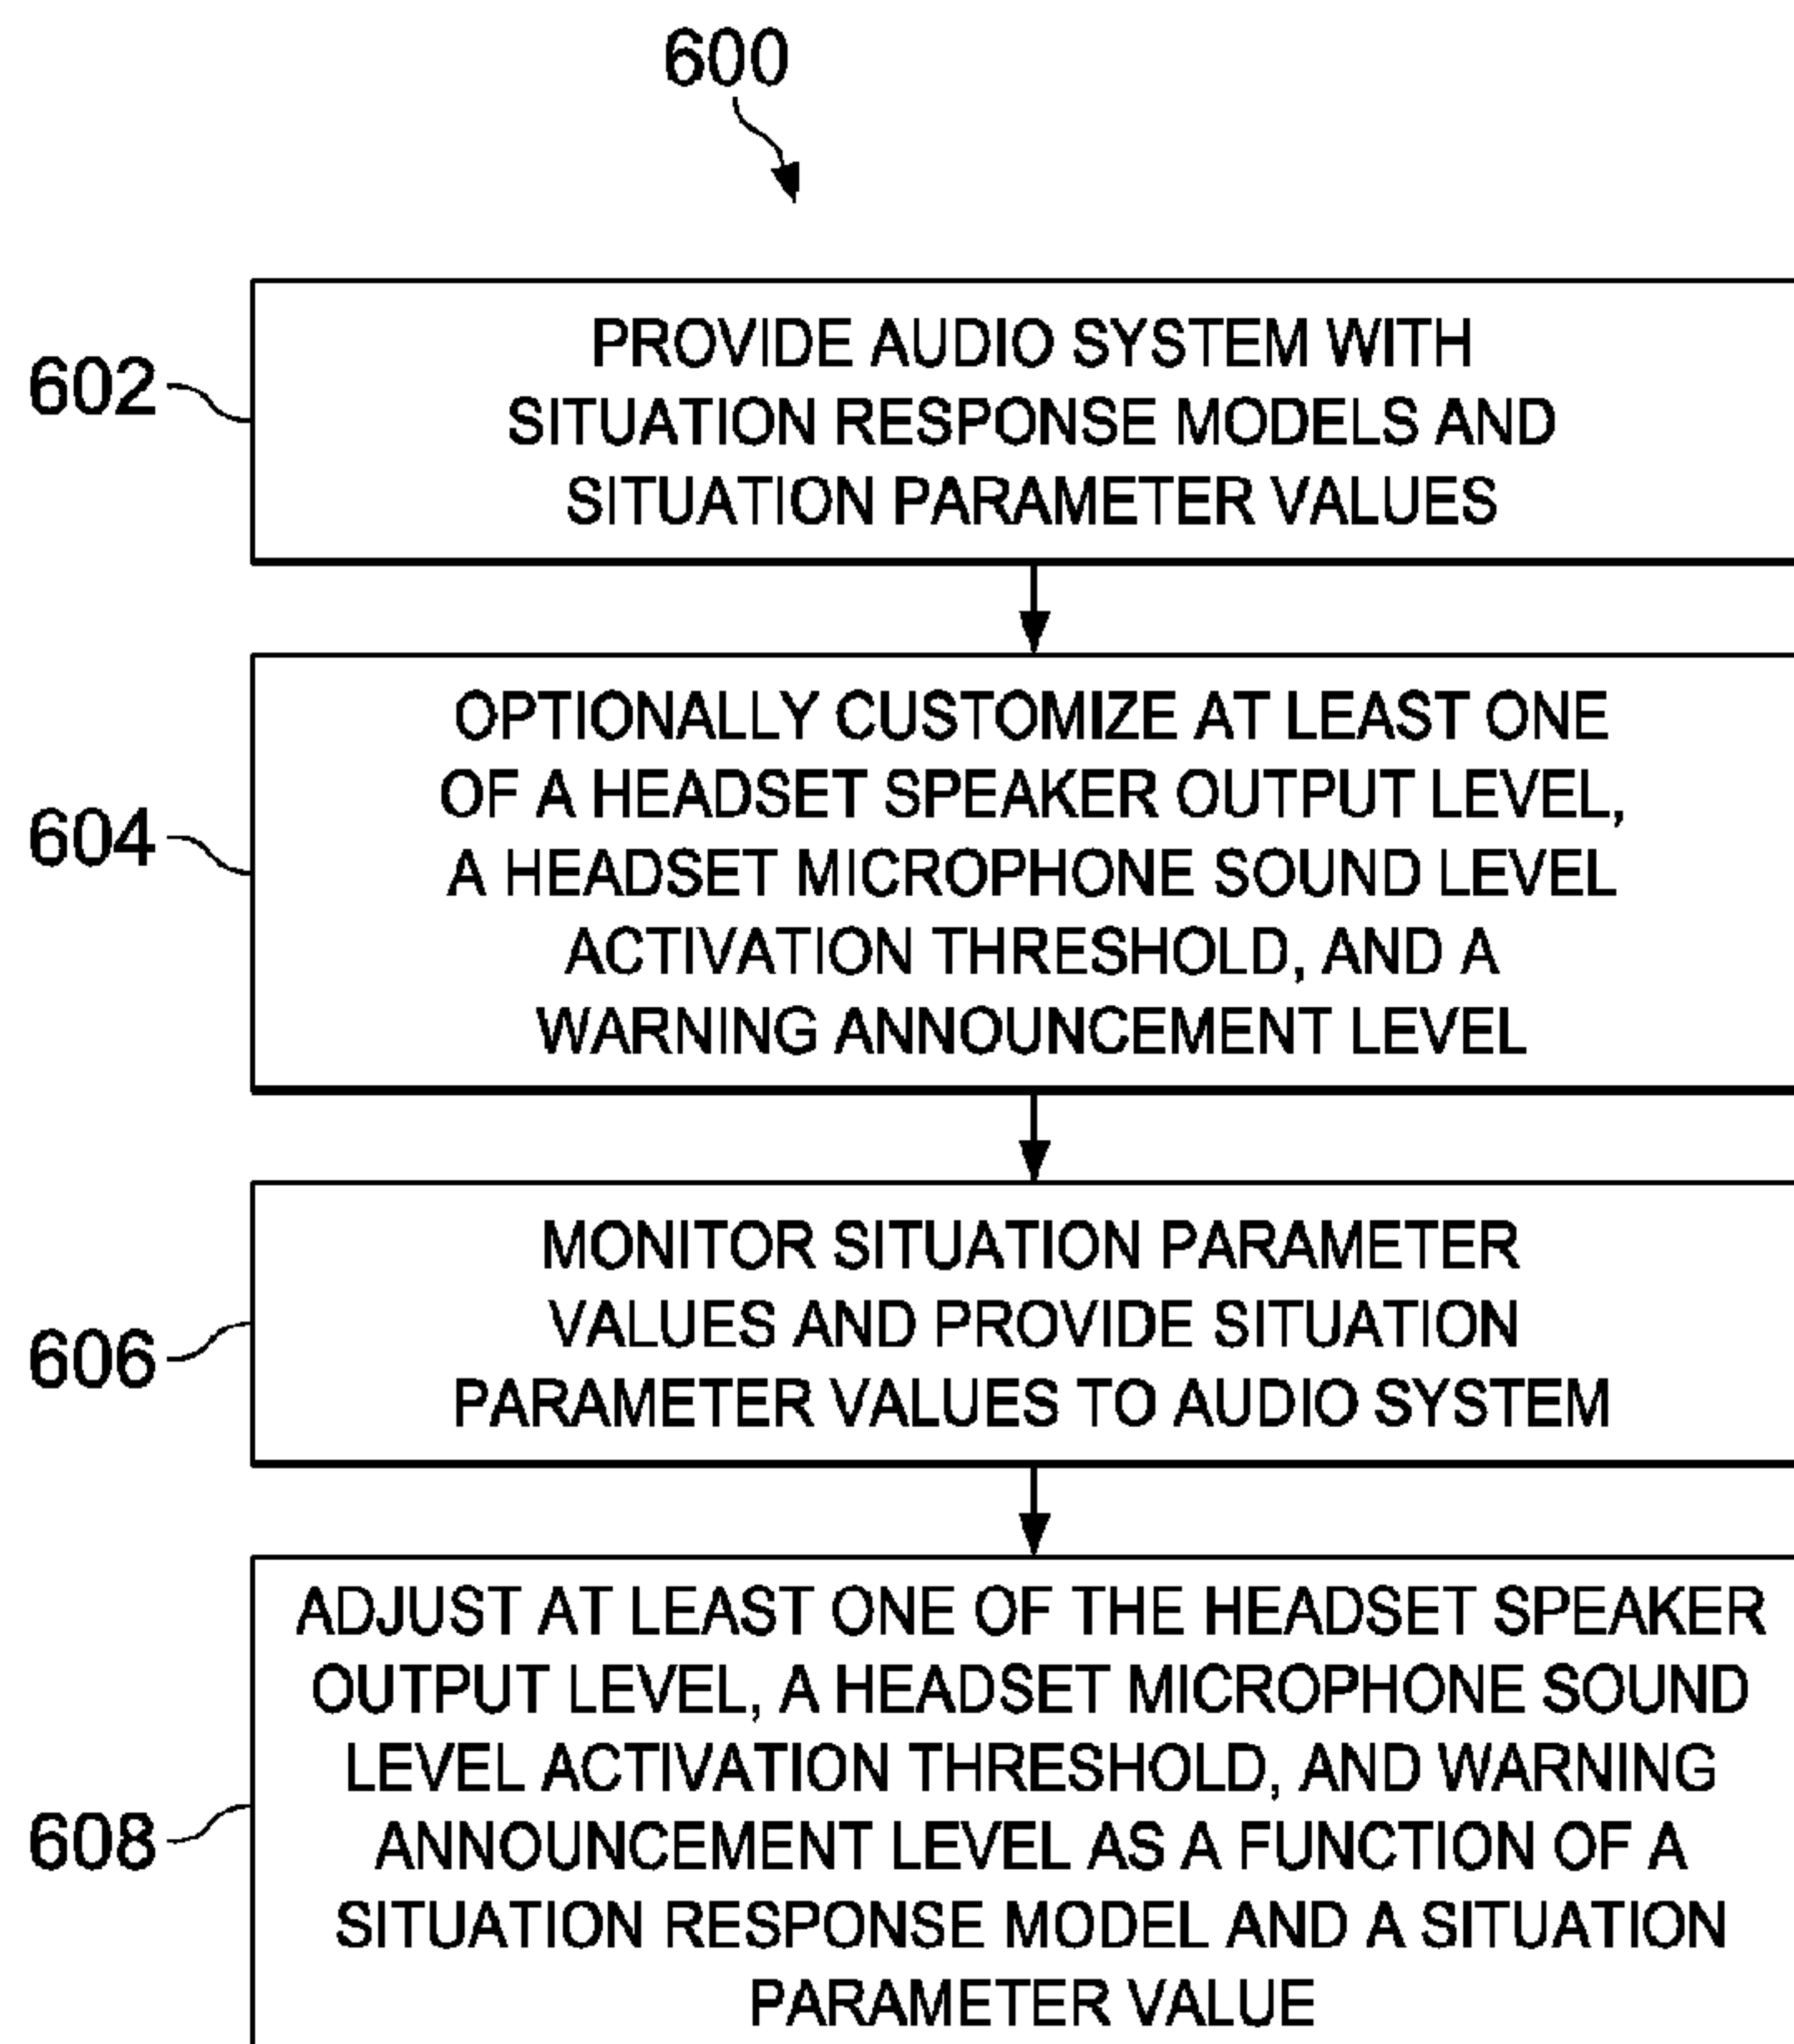 600
602
PROVIDE AUDIO SYSTEM WITH
SITUATION RESPONSE MODELS AND
SITUATION PARAMETER VALUES
604
OPTIONALLY CUSTOMIZE AT LEAST ONE
OF A HEADSET SPEAKER OUTPUT LEVEL,
A HEADSET MICROPHONE SOUND LEVEL
ACTIVATION THRESHOLD, AND A
WARNING ANNOUNCEMENT LEVEL
606
MONITOR SITUATION PARAMETER
VALUES AND PROVIDE SITUATION
PARAMETER VALUES TO AUDIO SYSTEM
608
ADJUST AT LEAST ONE OF THE HEADSET SPEAKER
OUTPUT LEVEL, A HEADSET MICROPHONE SOUND
LEVEL ACTIVATION THRESHOLD, AND WARNING
ANNOUNCEMENT LEVEL AS A FUNCTION OF A
SITUATION RESPONSE MODEL AND A SITUATION
PARAMETER VALUE